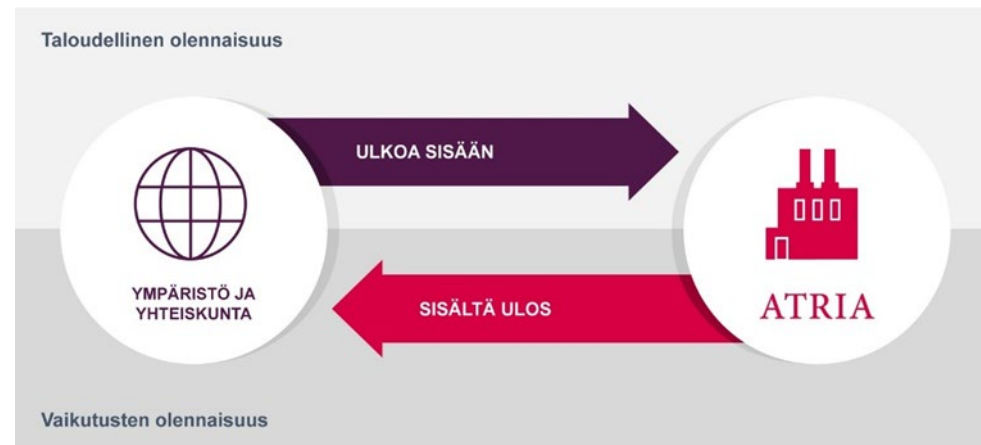 Taloudellinen olennaisuus
ULKOA SISÄÄN
YMPÄRISTÖ JA
YHTEISKUNTA
ATRIA
SISÄLTÄ ULOS
Vaikutusten olennaisuus